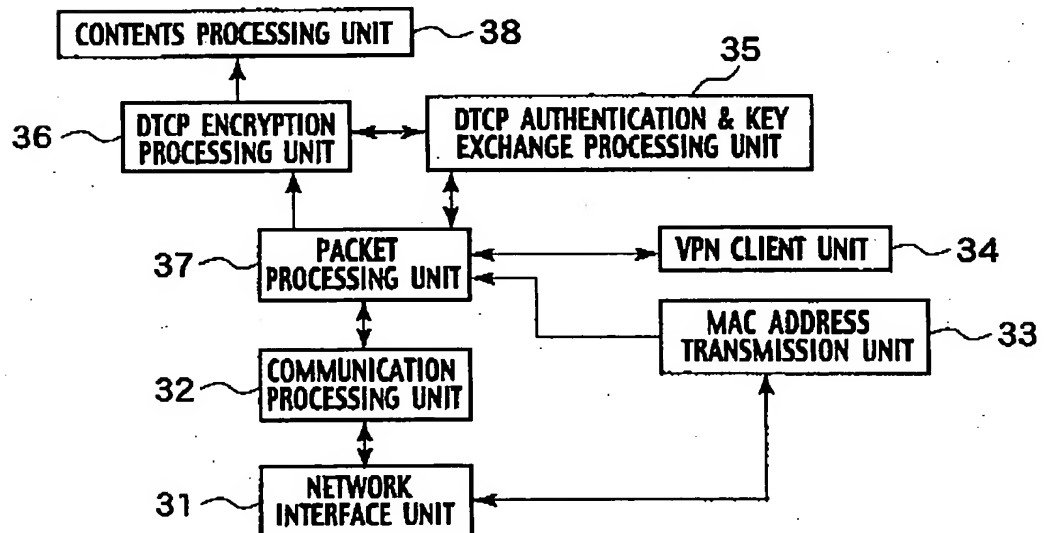 CONTENTS PROCESSING UNIT
38
35
36
DTCP ENCRYPTION
PROCESSING UNIT
DTCP AUTHENTICATION & KEY
EXCHANGE PROCESSING UNIT
37
PACKET
PROCESSING UNIT
VPN CLIENT UNIT
34
MAC ADDRESS
TRANSMISSION UNIT
33
32
COMMUNICATION
PROCESSING UNIT
31
NETWORK
INTERFACE UNIT